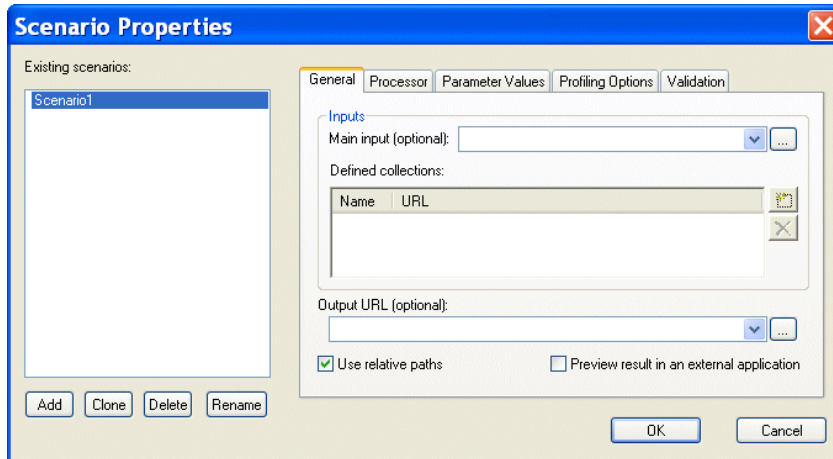 Scenario Properties
Existing scenarios:
Scenario1
Add Clone Delete Rename
General Processor Parameter Values Profiling Options Validation
Inputs
Main input (optional):
...
Defined collections:
Name URL
Output URL (optional):
...
Use relative paths
Preview result in an external application
OK Cancel